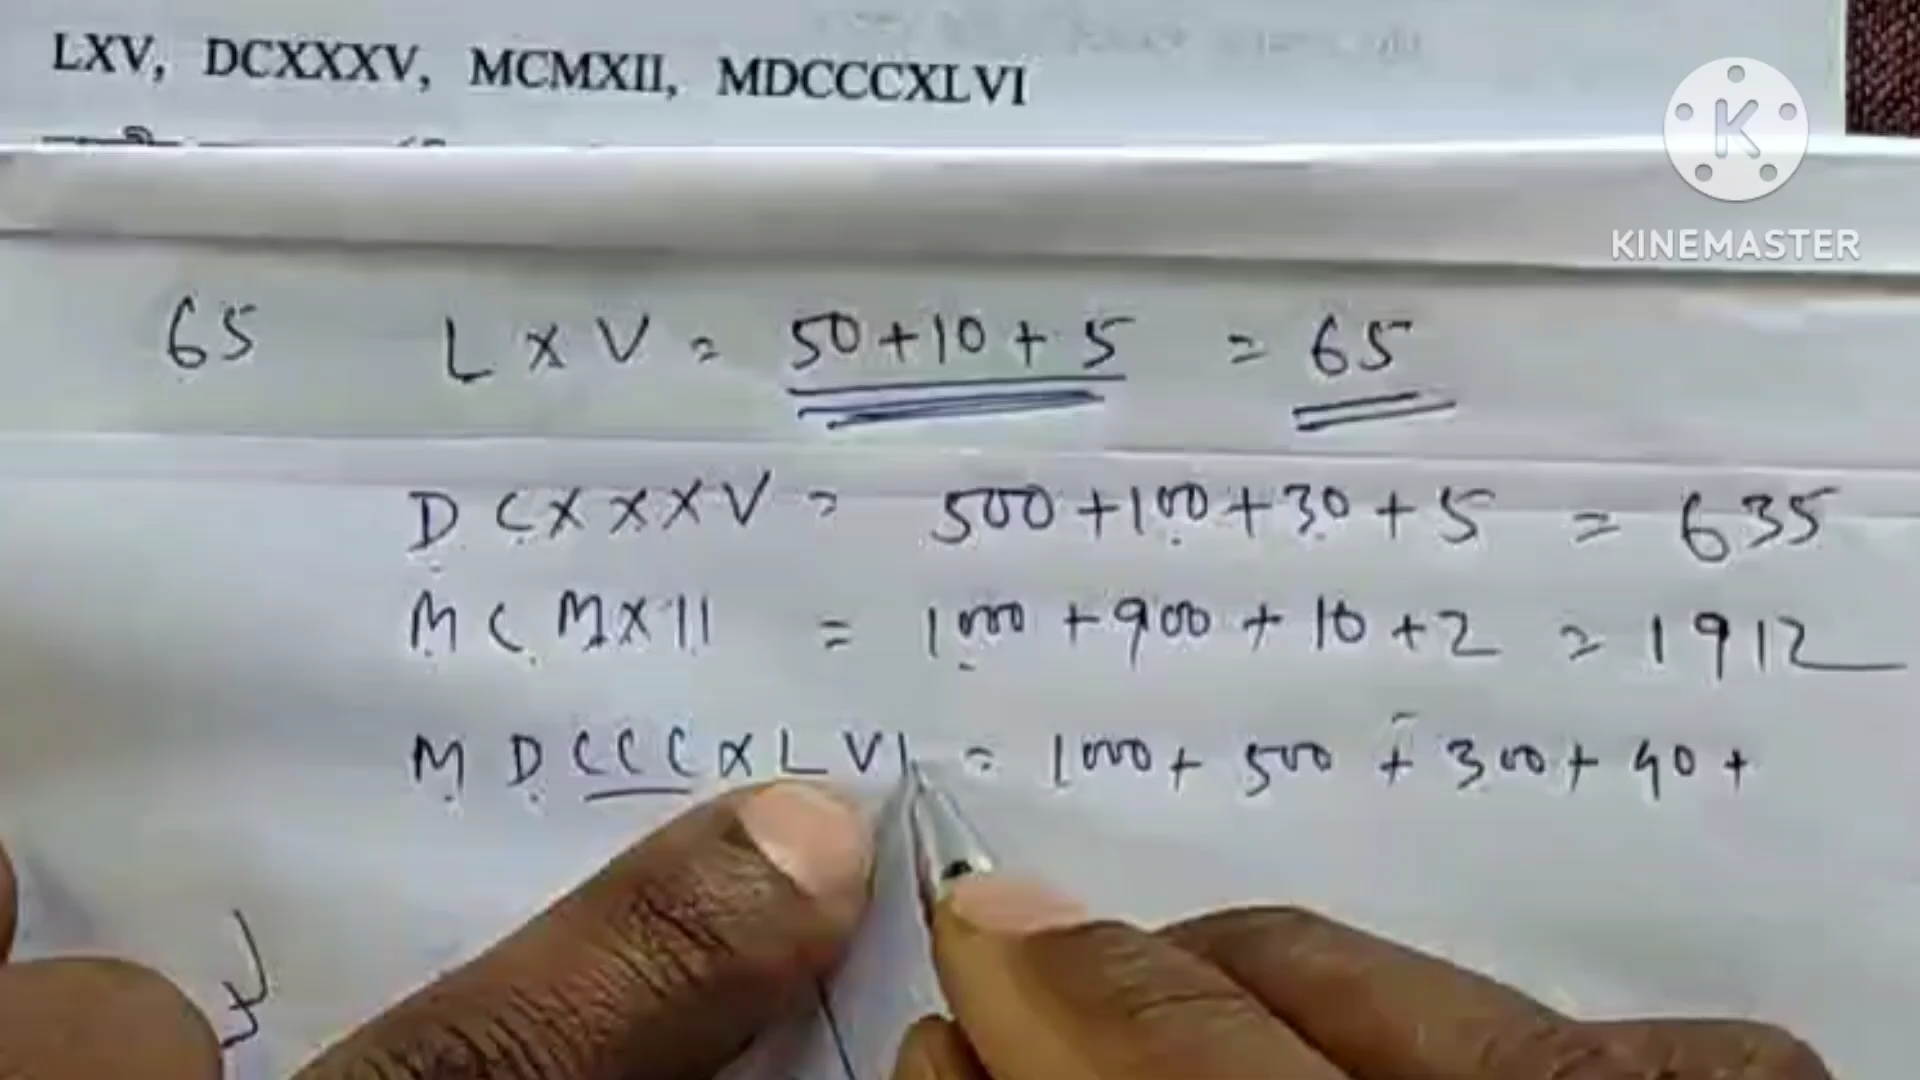 LXV, DCXXXV, MCMXII, MDCCCXLVI
K
KINEMASTER
65 LXV = 50+10+5 = 65
DCXXXV = 500+100+30+5 = 635
MCMXII = 1000+900+10+2 = 1912
MDCCCXLVI = 1000+500+300+40+